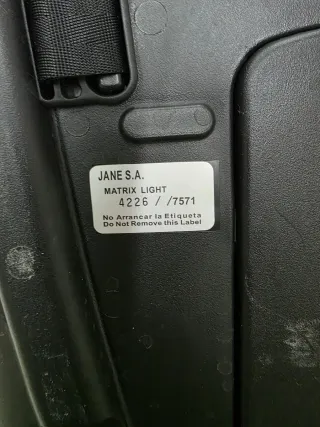 JANE S.A.
MATRIX LIGHT
4226 / /7571
No Arrancar la Etiqueta
Do Not Remove this Label